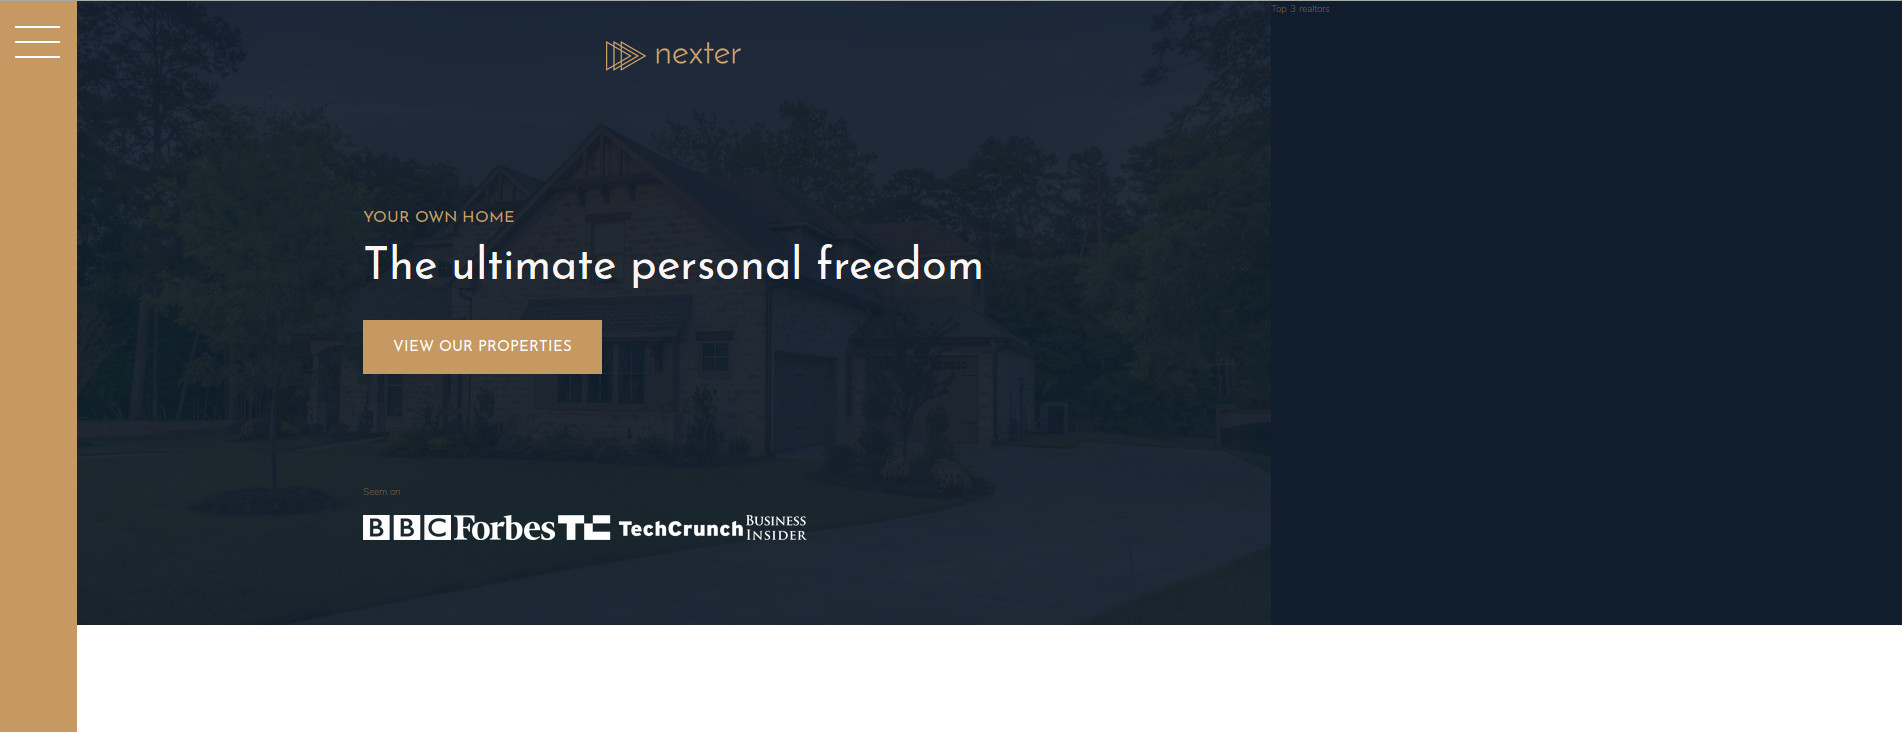 nexter
Top 3 realtors
YOUR OWN HOME
The ultimate personal freedom
VIEW OUR PROPERTIES
Seem on
BBC Forbes TC TechCrunch BUSINESS INSIDER